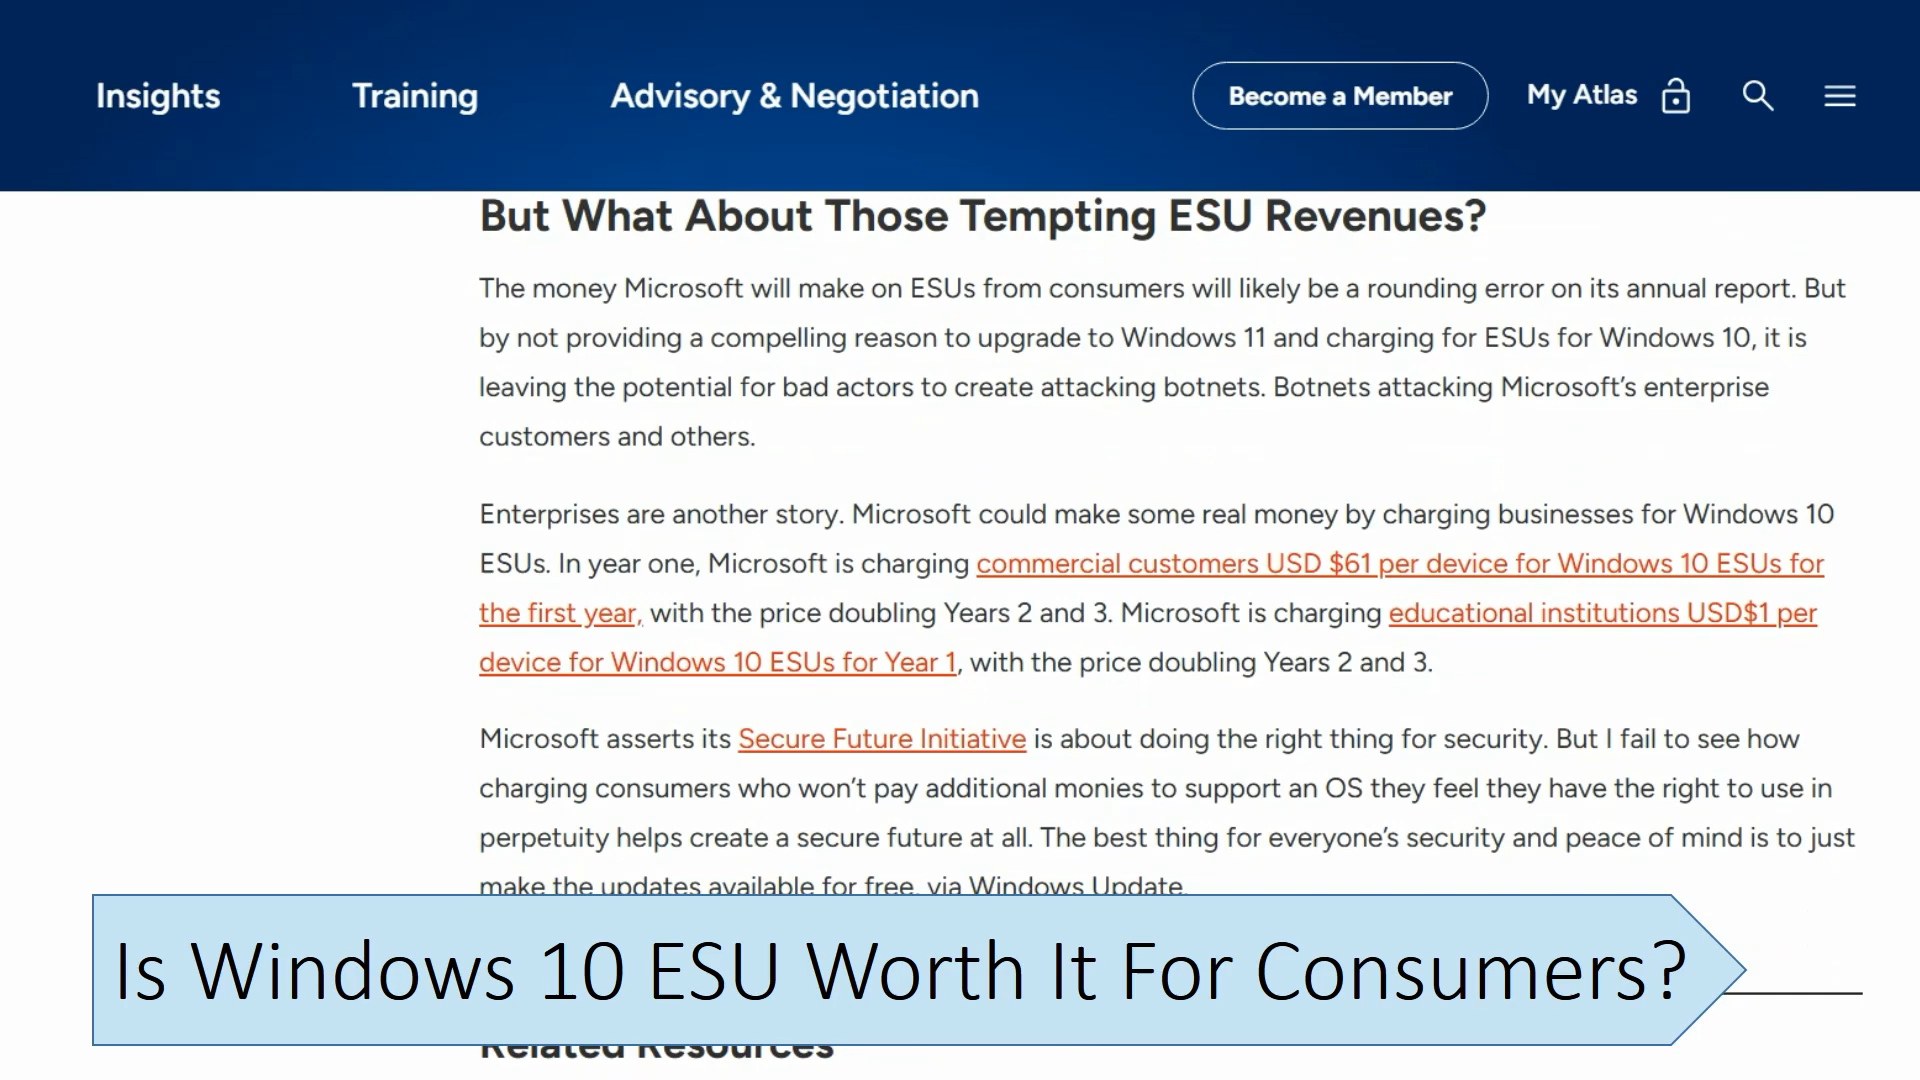 Insights Training Advisory & Negotiation Become a Member My Atlas
But What About Those Tempting ESU Revenues?
The money Microsoft will make on ESUs from consumers will likely be a rounding error on its annual report. But
by not providing a compelling reason to upgrade to Windows 11 and charging for ESUs for Windows 10, it is
leaving the potential for bad actors to create attacking botnets. Botnets attacking Microsoft’s enterprise
customers and others.
Enterprises are another story. Microsoft could make some real money by charging businesses for Windows 10
ESUs. In year one, Microsoft is charging commercial customers USD $61 per device for Windows 10 ESUs for
the first year, with the price doubling Years 2 and 3. Microsoft is charging educational institutions USD$1 per
device for Windows 10 ESUs for Year 1, with the price doubling Years 2 and 3.
Microsoft asserts its Secure Future Initiative is about doing the right thing for security. But I fail to see how
charging consumers who won’t pay additional monies to support an OS they feel they have the right to use in
perpetuity helps create a secure future at all. The best thing for everyone’s security and peace of mind is to just
make the updates available for free, via Windows Update.
Is Windows 10 ESU Worth It For Consumers?
Related Resources